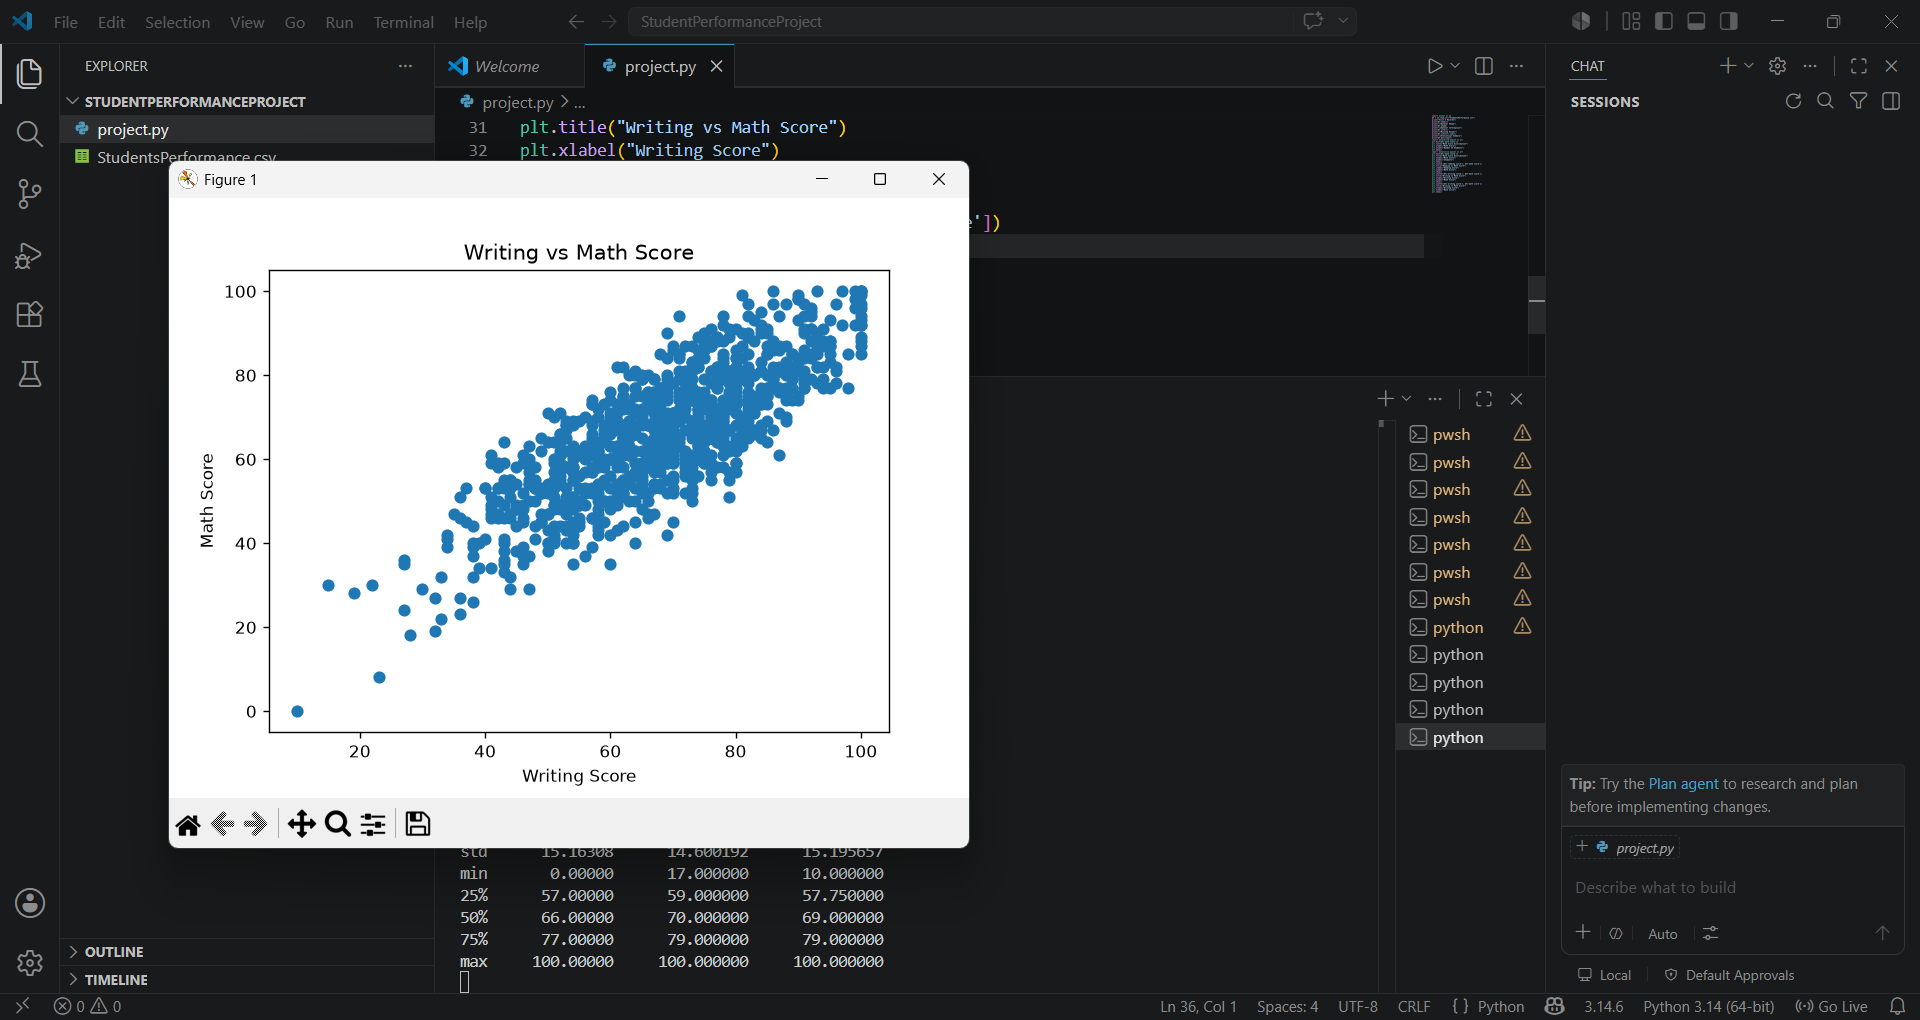 File Edit Selection View Go Run Terminal Help
StudentPerformanceProject
EXPLORER
STUDENTPERFORMANCEPROJECT
project.py
StudentsPerformance.csv
OUTLINE
TIMELINE
Welcome
project.py
project.py > ...
31 plt.title("Writing vs Math Score")
32 plt.xlabel("Writing Score")
'])
Figure 1
Writing vs Math Score
100
80
60
40
20
0
Math Score
20 40 60 80 100
Writing Score
std 15.16308 14.600192 15.195657
min 0.00000 17.000000 10.000000
25% 57.00000 59.000000 57.750000
50% 66.00000 70.000000 69.000000
75% 77.00000 79.000000 79.000000
max 100.00000 100.000000 100.000000
pwsh
pwsh
pwsh
pwsh
pwsh
pwsh
pwsh
python
python
python
python
python
CHAT
SESSIONS
Tip: Try the Plan agent to research and plan
before implementing changes.
project.py
Describe what to build
Auto
Local Default Approvals
0 0
Ln 36, Col 1 Spaces: 4 UTF-8 CRLF { } Python 3.14.6 Python 3.14 (64-bit) Go Live